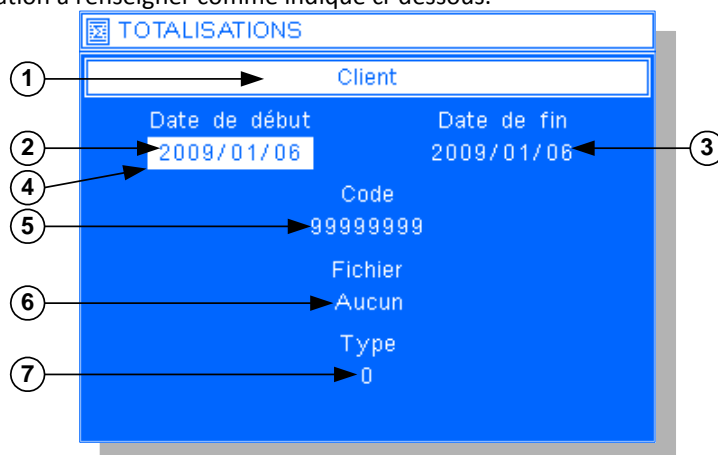 ation à renseigner comme indiqué ci-dessous:
TOTALISATIONS
1 Client
Date de début Date de fin
2 2009/01/06 2009/01/06 3
4
Code
5 99999999
Fichier
6 Aucun
Type
7 0